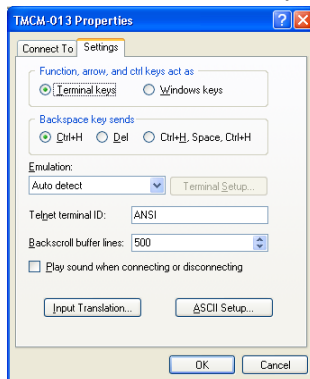 TMCM-013 Properties
Connect To Settings
Function, arrow, and ctrl keys act as
Terminal keys Windows keys
Backspace key sends
Ctrl+H Del Ctrl+H, Space, Ctrl+H
Emulation:
Auto detect Terminal Setup...
Telnet terminal ID: ANSI
Backscroll buffer lines: 500
Play sound when connecting or disconnecting
Input Translation... ASCII Setup...
OK Cancel